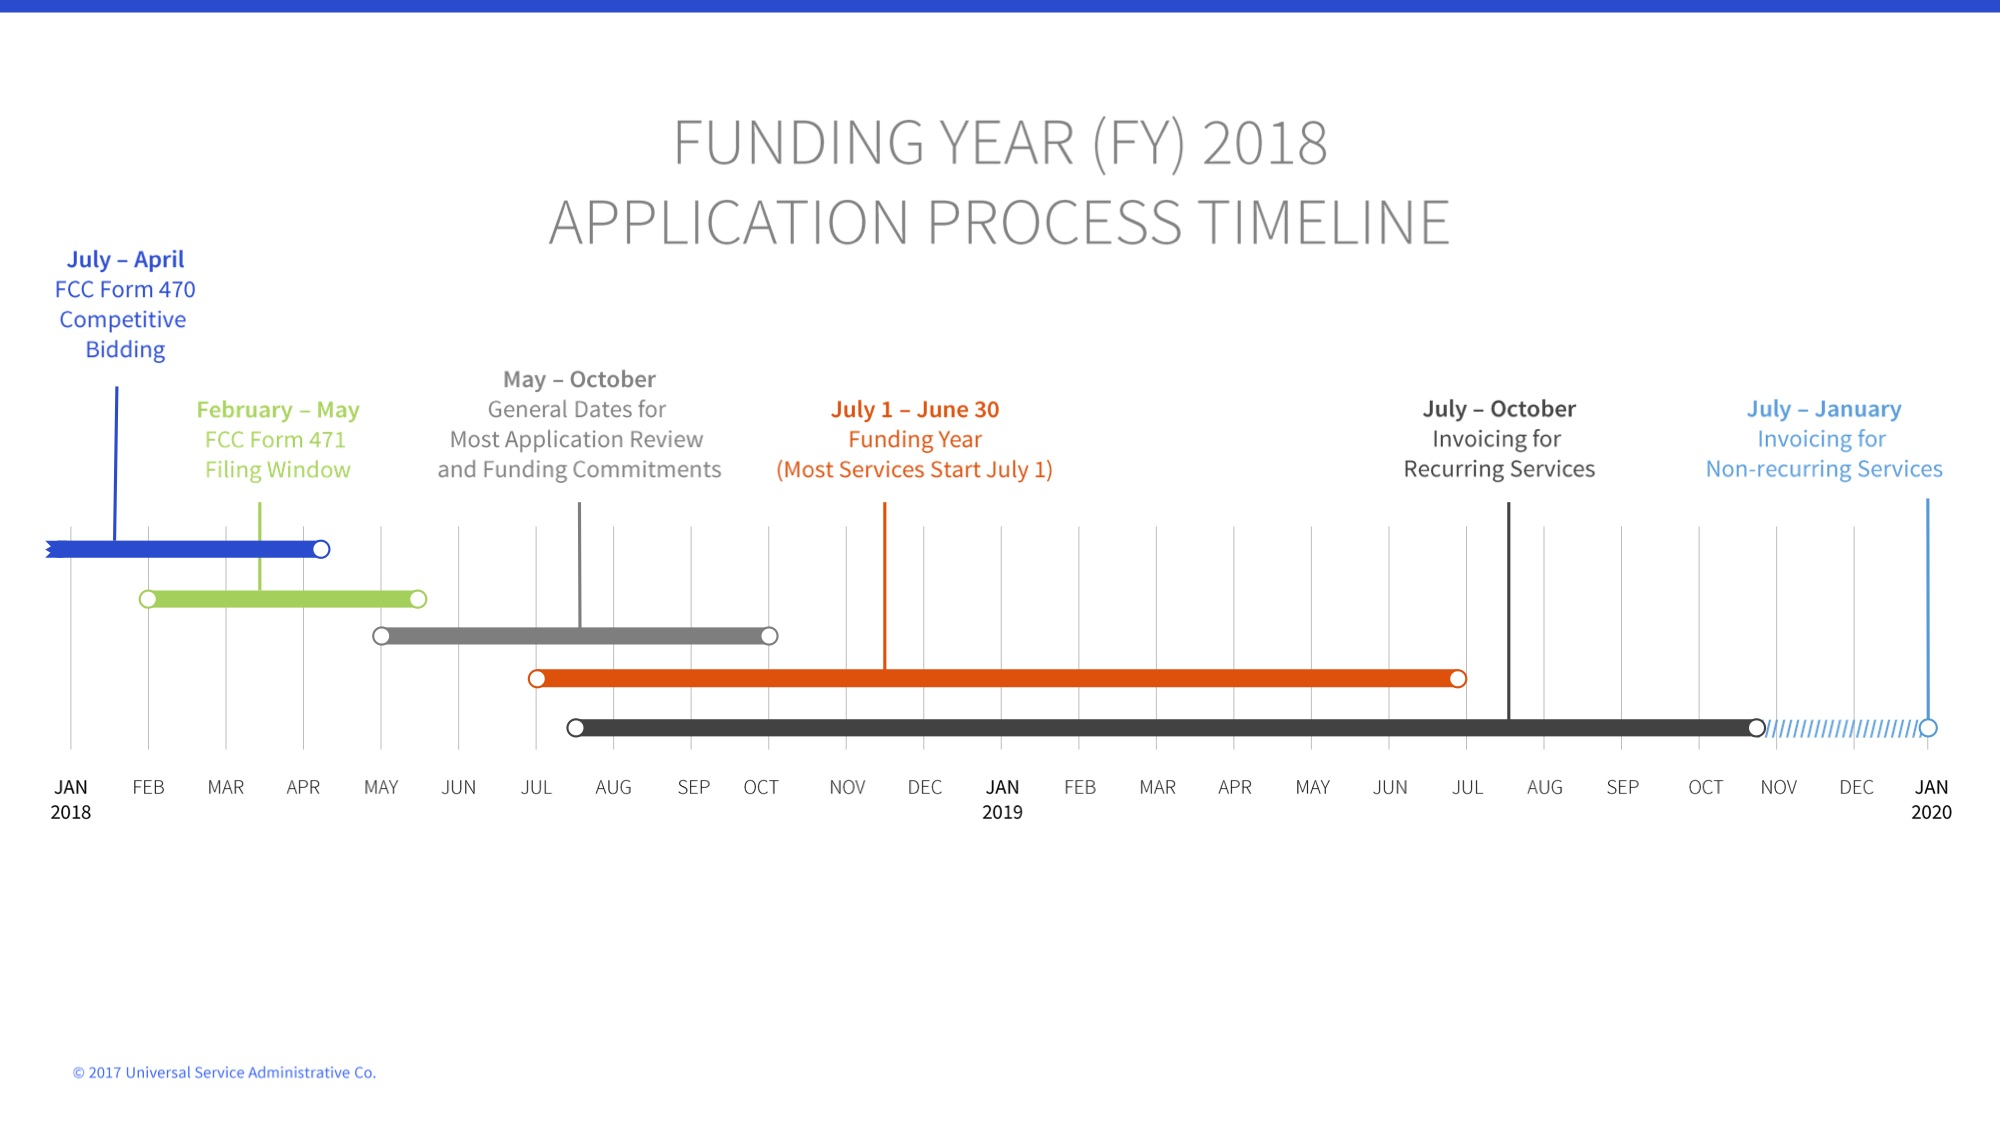 FUNDING YEAR (FY) 2018
APPLICATION PROCESS TIMELINE
July – April
FCC Form 470
Competitive
Bidding
February – May
FCC Form 471
Filing Window
May – October
General Dates for
Most Application Review
and Funding Commitments
July 1 – June 30
Funding Year
(Most Services Start July 1)
July – October
Invoicing for
Recurring Services
July – January
Invoicing for
Non-recurring Services
JAN FEB MAR APR MAY JUN JUL AUG SEP OCT NOV DEC JAN FEB MAR APR MAY JUN JUL AUG SEP OCT NOV DEC JAN
2018 2019 2020
© 2017 Universal Service Administrative Co.